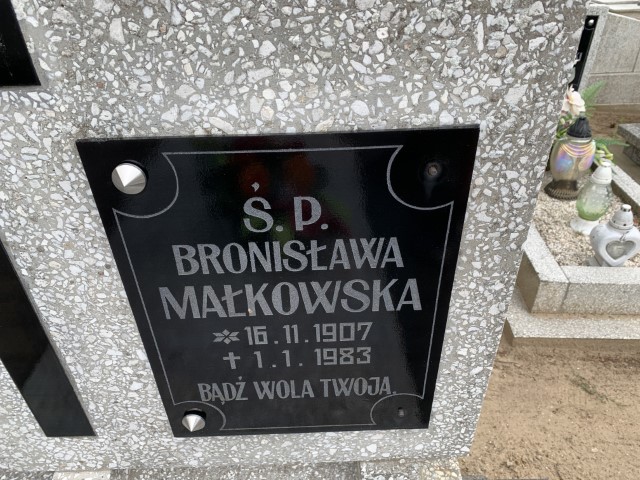 Ś. P.
BRONISŁAWA
MAŁKOWSKA
✲ 16.11.1907
✝ 1.1.1983
BĄDŹ WOLA TWOJA.